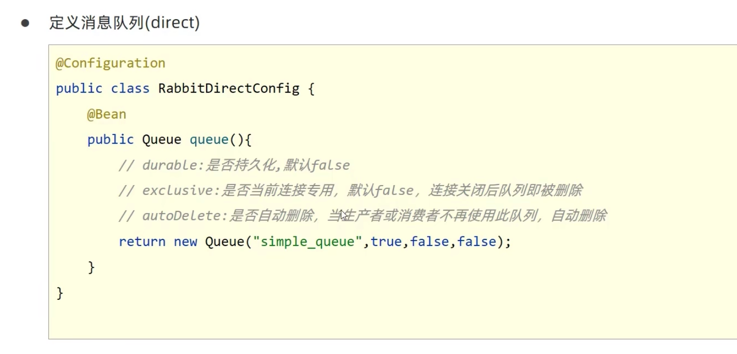 ● 定义消息队列(direct)
@Configuration
public class RabbitDirectConfig {
    @Bean
    public Queue queue(){
        // durable:是否持久化,默认false
        // exclusive:是否当前连接专用，默认false，连接关闭后队列即被删除
        // autoDelete:是否自动删除，当生产者或消费者不再使用此队列，自动删除
        return new Queue("simple_queue",true,false,false);
    }
}